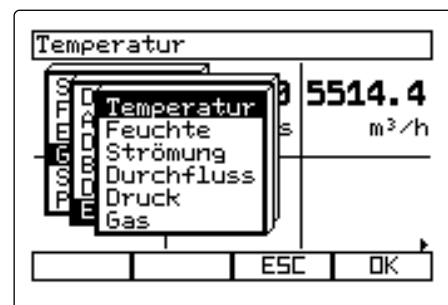 Temperatur
5514.4
m³/h
Temperatur
Feuchte
Strömung
Durchfluss
Druck
Gas
ESC OK